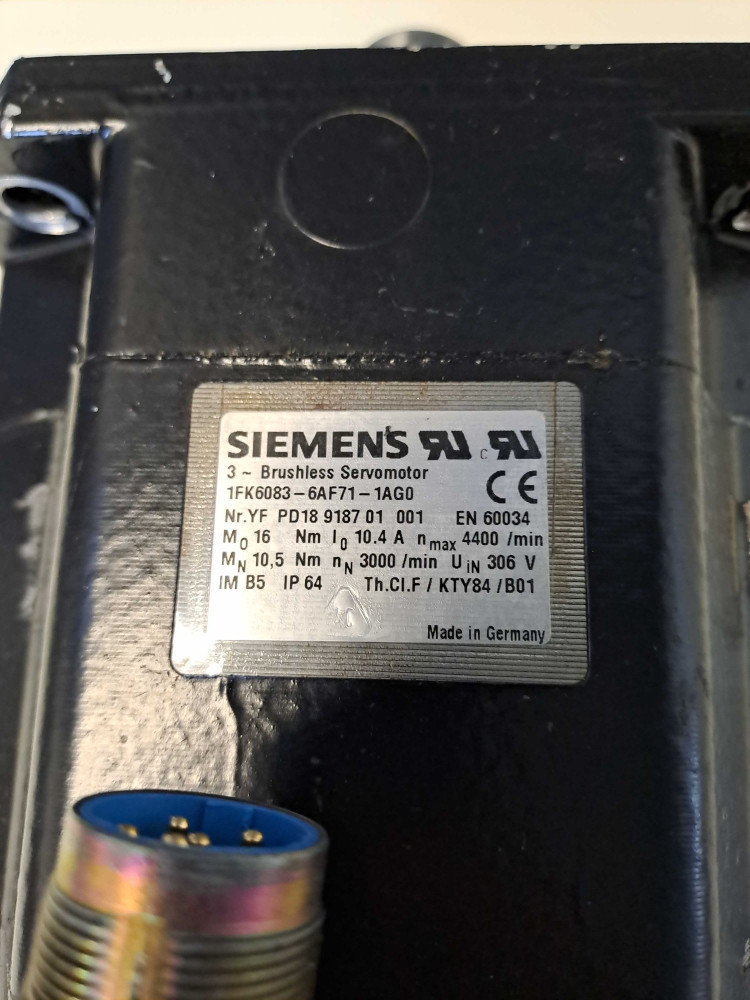 SIEMENS
3 ~ Brushless Servomotor
1FK6083-6AF71-1AG0
Nr.YF PD18 9187 01 001 EN 60034
M0 16 Nm I0 10.4 A nmax 4400 /min
MN 10,5 Nm nN 3000 /min UiN 306 V
IM B5 IP 64 Th.Cl.F / KTY84 /B01
Made in Germany